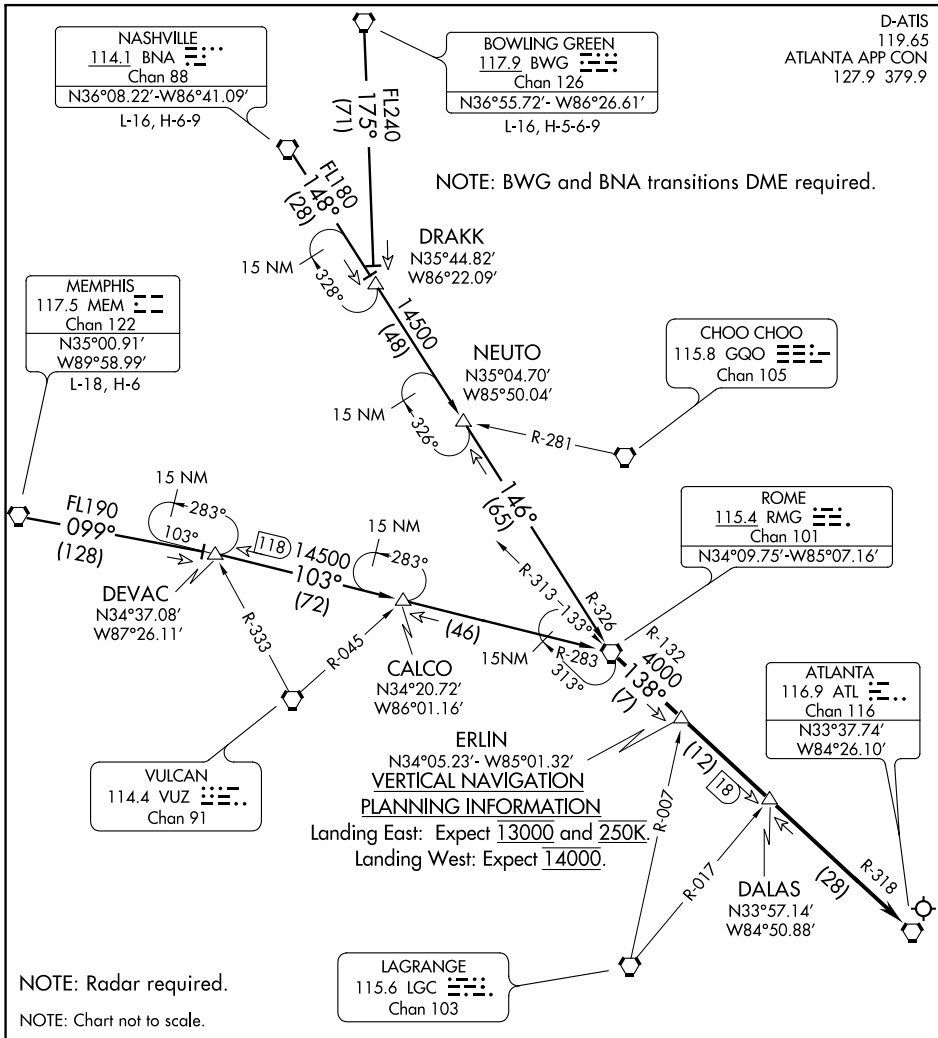 D-ATIS
119.65
ATLANTA APP CON
127.9 379.9
NASHVILLE
114.1 BNA
Chan 88
N36°08.22′-W86°41.09′
L-16, H-6-9
BOWLING GREEN
117.9 BWG
Chan 126
N36°55.72′- W86°26.61′
L-16, H-5-6-9
FL240
175°
(71)
FL180
148°
(28)
NOTE: BWG and BNA transitions DME required.
DRAKK
N35°44.82′
W86°22.09′
15 NM
328°
14500
(48)
MEMPHIS
117.5 MEM
Chan 122
N35°00.91′
W89°58.99′
L-18, H-6
NEUTO
N35°04.70′
W85°50.04′
15 NM
326°
CHOO CHOO
115.8 GQO
Chan 105
R-281
146°
(65)
ROME
115.4 RMG
Chan 101
N34°09.75′-W85°07.16′
FL190
099°
(128)
15 NM
283°
103°
118
14500
103°
(72)
15 NM
283°
DEVAC
N34°37.08′
W87°26.11′
R-333
R-045
(46)
CALCO
N34°20.72′
W86°01.16′
R-313
133°
R-326
15NM
R-283
313°
R-132
4000
138°
(7)
ATLANTA
116.9 ATL
Chan 116
N33°37.74′
W84°26.10′
VULCAN
114.4 VUZ
Chan 91
ERLIN
N34°05.23′- W85°01.32′
VERTICAL NAVIGATION
PLANNING INFORMATION
Landing East: Expect 13000 and 250K.
Landing West: Expect 14000.
R-007
(12)
18
R-017
DALAS
N33°57.14′
W84°50.88′
(28)
R-318
LAGRANGE
115.6 LGC
Chan 103
NOTE: Radar required.
NOTE: Chart not to scale.